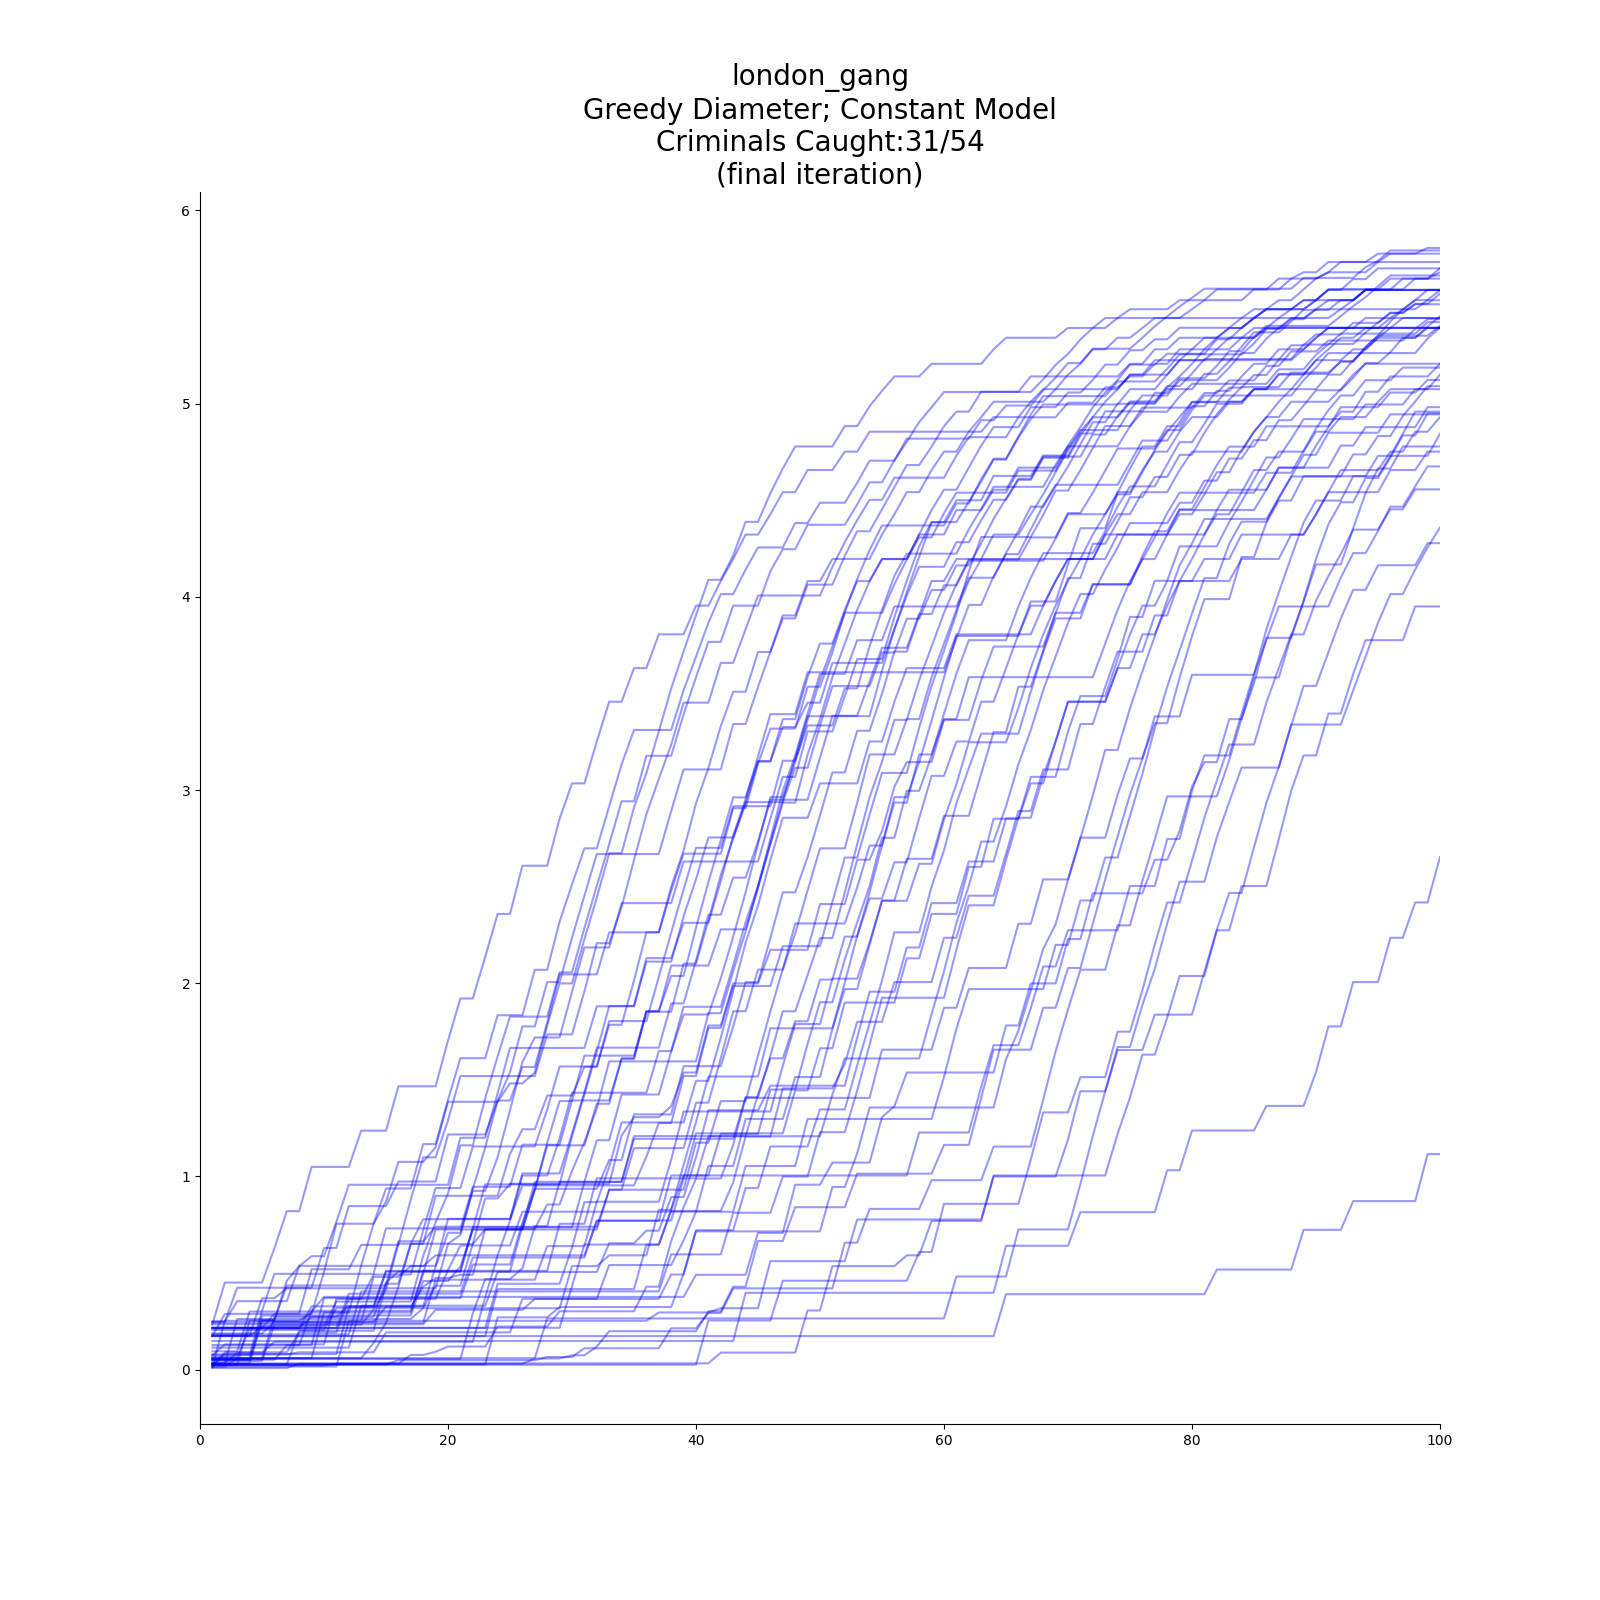 london_gang
Greedy Diameter; Constant Model
Criminals Caught:31/54
(final iteration)
6
5
4
3
2
1
0
0 20 40 60 80 100